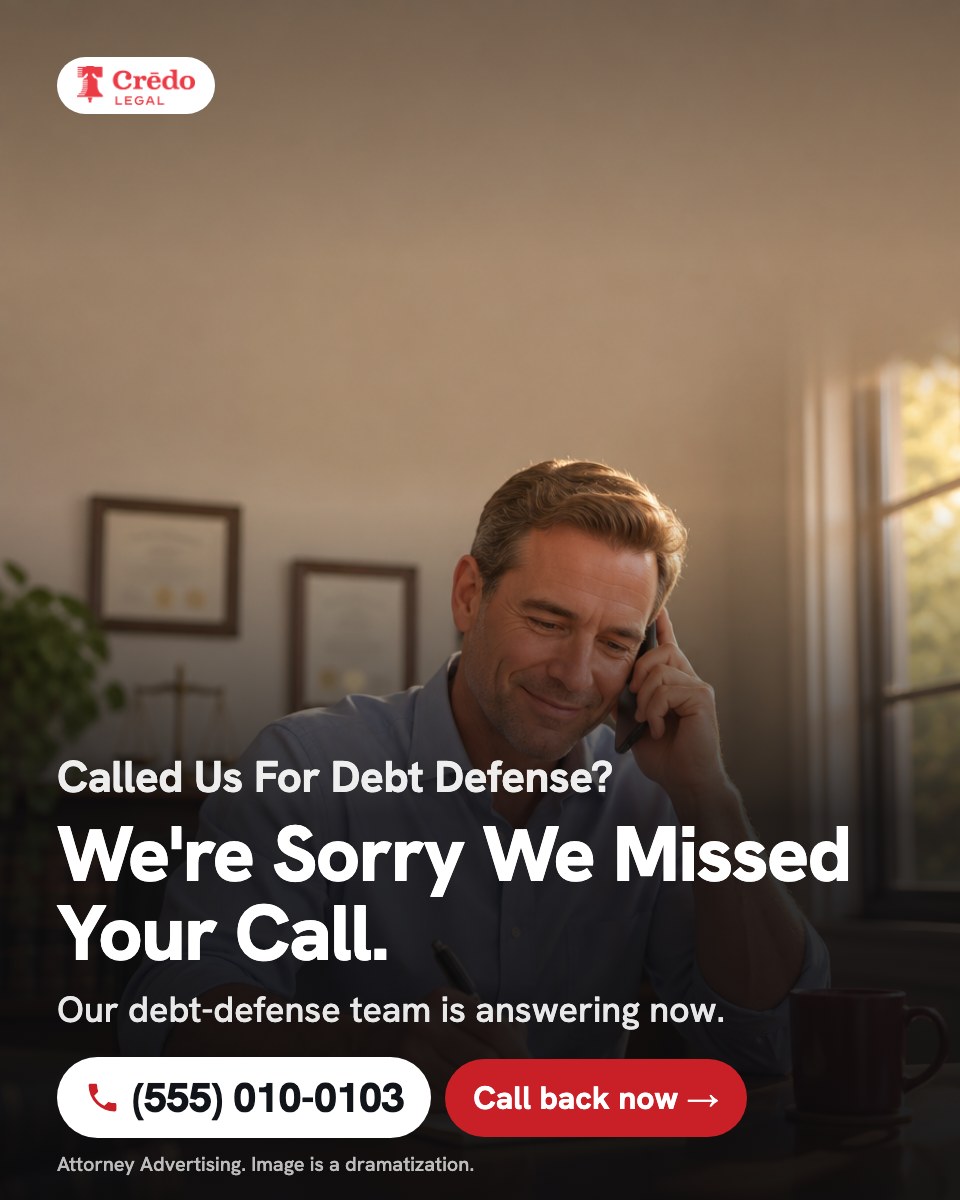 Crēdo
LEGAL
Called Us For Debt Defense?
We're Sorry We Missed
Your Call.
Our debt-defense team is answering now.
(555) 010-0103
Call back now →
Attorney Advertising. Image is a dramatization.